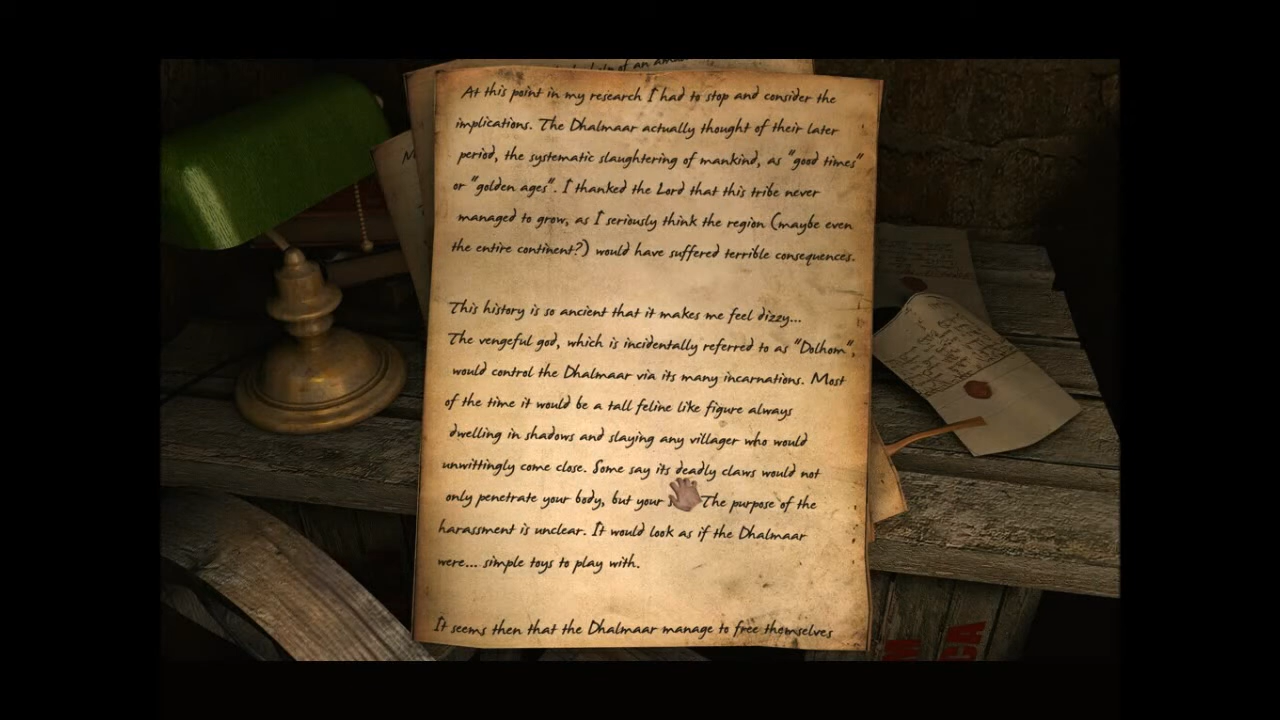 of an
At this point in my research I had to stop and consider the
implications. The Dhalmaar actually thought of their later
period, the systematic slaughtering of mankind, as "good times"
or "golden ages". I thanked the Lord that this tribe never
managed to grow, as I seriously think the region (maybe even
the entire continent?) would have suffered terrible consequences.
This history is so ancient that it makes me feel dizzy...
The vengeful god, which is incidentally referred to as "Dolhom",
would control the Dhalmaar via its many incarnations. Most
of the time it would be a tall feline like figure always
dwelling in shadows and slaying any villager who would
unwittingly come close. Some say its deadly claws would not
only penetrate your body, but your The purpose of the
harassment is unclear. It would look as if the Dhalmaar
were... simple toys to play with.
It seems then that the Dhalmaar manage to free themselves